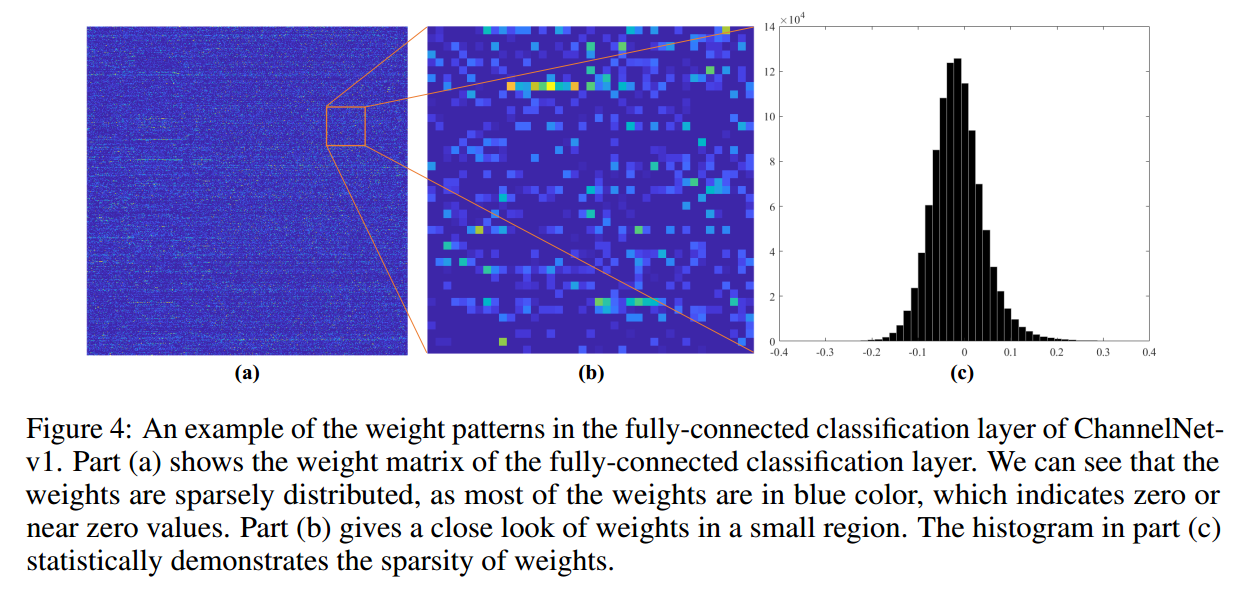 14 ×10⁴
12
10
8
6
4
2
0
-0.4 -0.3 -0.2 -0.1 0 0.1 0.2 0.3 0.4
(a) (b) (c)
Figure 4: An example of the weight patterns in the fully-connected classification layer of ChannelNet-
v1. Part (a) shows the weight matrix of the fully-connected classification layer. We can see that the
weights are sparsely distributed, as most of the weights are in blue color, which indicates zero or
near zero values. Part (b) gives a close look of weights in a small region. The histogram in part (c)
statistically demonstrates the sparsity of weights.